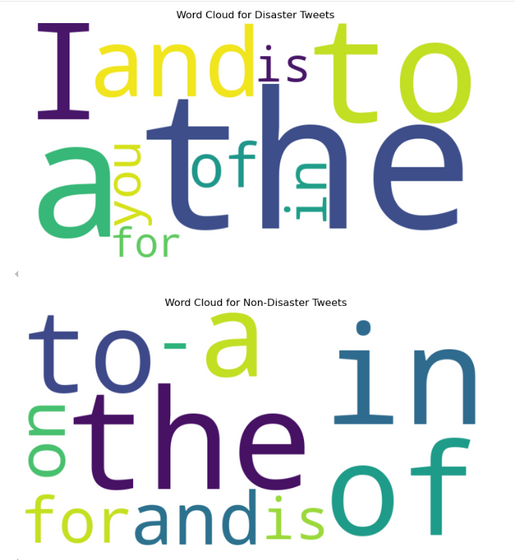 Word Cloud for Disaster Tweets
I and is to
a you the of in
for
Word Cloud for Non-Disaster Tweets
to - a in
on the of
for and is